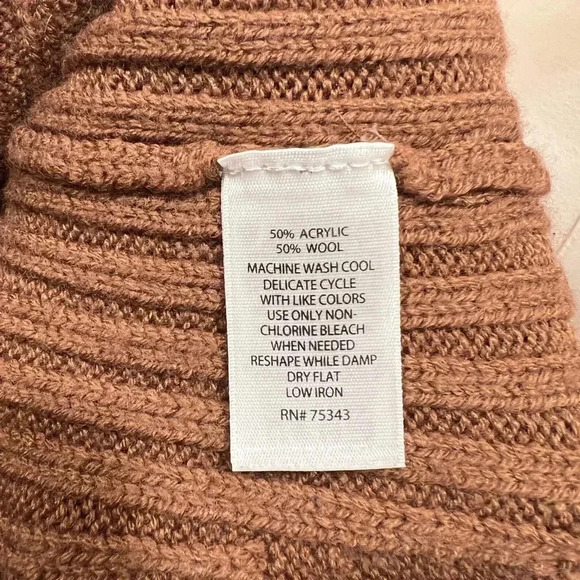 50% ACRYLIC
50% WOOL
MACHINE WASH COOL
DELICATE CYCLE
WITH LIKE COLORS
USE ONLY NON-
CHLORINE BLEACH
WHEN NEEDED
RESHAPE WHILE DAMP
DRY FLAT
LOW IRON
RN# 75343